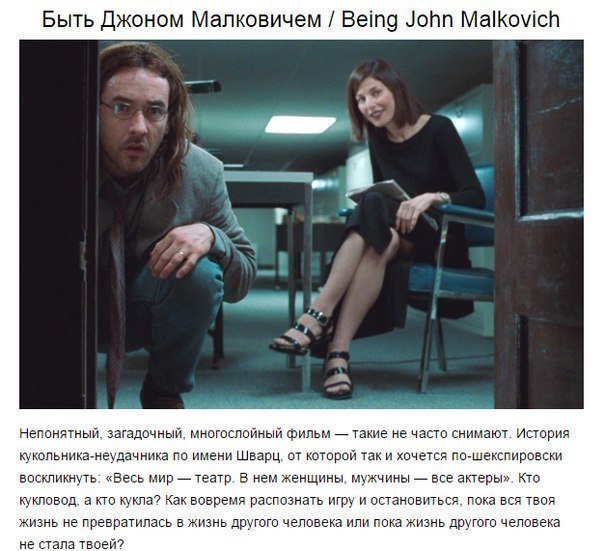 Быть Джоном Малковичем / Being John Malkovich
Непонятный, загадочный, многослойный фильм — такие не часто снимают. История
кукольника-неудачника по имени Шварц, от которой так и хочется по-шекспировски
воскликнуть: «Весь мир — театр. В нем женщины, мужчины — все актеры». Кто
кукловод, а кто кукла? Как вовремя распознать игру и остановиться, пока вся твоя
жизнь не превратилась в жизнь другого человека или пока жизнь другого человека
не стала твоей?